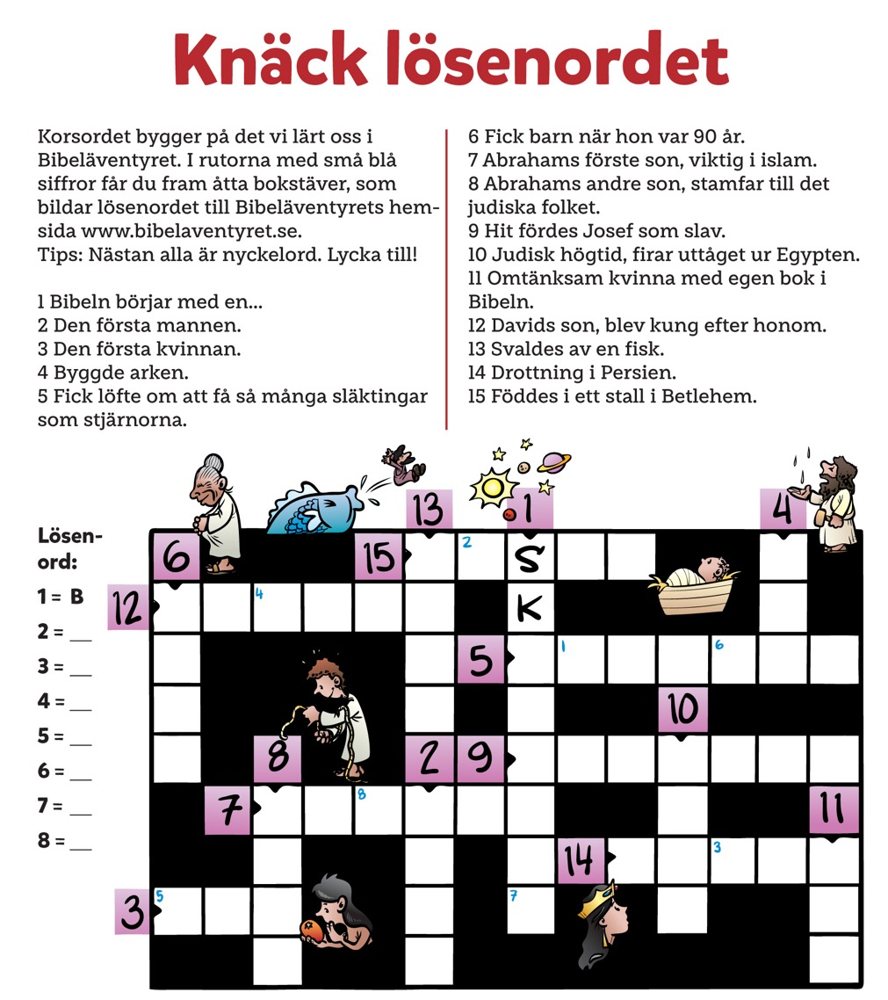 Knäck lösenordet
Korsordet bygger på det vi lärt oss i
Bibeläventyret. I rutorna med små blå
siffror får du fram åtta bokstäver, som
bildar lösenordet till Bibeläventyrets hem-
sida www.bibelaventyret.se.
Tips: Nästan alla är nyckelord. Lycka till!
1 Bibeln börjar med en...
2 Den första mannen.
3 Den första kvinnan.
4 Byggde arken.
5 Fick löfte om att få så många släktingar
som stjärnorna.
6 Fick barn när hon var 90 år.
7 Abrahams förste son, viktig i islam.
8 Abrahams andre son, stamfar till det
judiska folket.
9 Hit fördes Josef som slav.
10 Judisk högtid, firar uttåget ur Egypten.
11 Omtänksam kvinna med egen bok i
Bibeln.
12 Davids son, blev kung efter honom.
13 Svaldes av en fisk.
14 Drottning i Persien.
15 Föddes i ett stall i Betlehem.
Lösen-
ord:
1 = B
2 = __
3 = __
4 = __
5 = __
6 = __
7 = __
8 = __
13 1 4
6 15 2 S
12 4 K
5 1 6
10
8 2 9
7 8 11
14 3
3 5 7